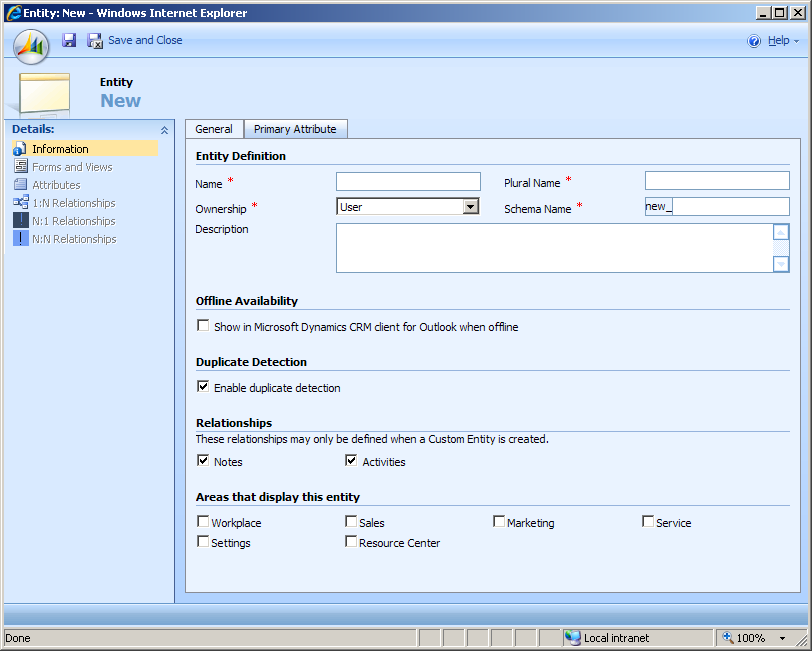 Entity: New - Windows Internet Explorer
Save and Close
Help
Entity
New
Details:
Information
Forms and Views
Attributes
1:N Relationships
N:1 Relationships
N:N Relationships
General
Primary Attribute
Entity Definition
Name *
Plural Name *
Ownership *
User
Schema Name *
new_
Description
Offline Availability
Show in Microsoft Dynamics CRM client for Outlook when offline
Duplicate Detection
Enable duplicate detection
Relationships
These relationships may only be defined when a Custom Entity is created.
Notes
Activities
Areas that display this entity
Workplace
Sales
Marketing
Service
Settings
Resource Center
Done
Local intranet
100%